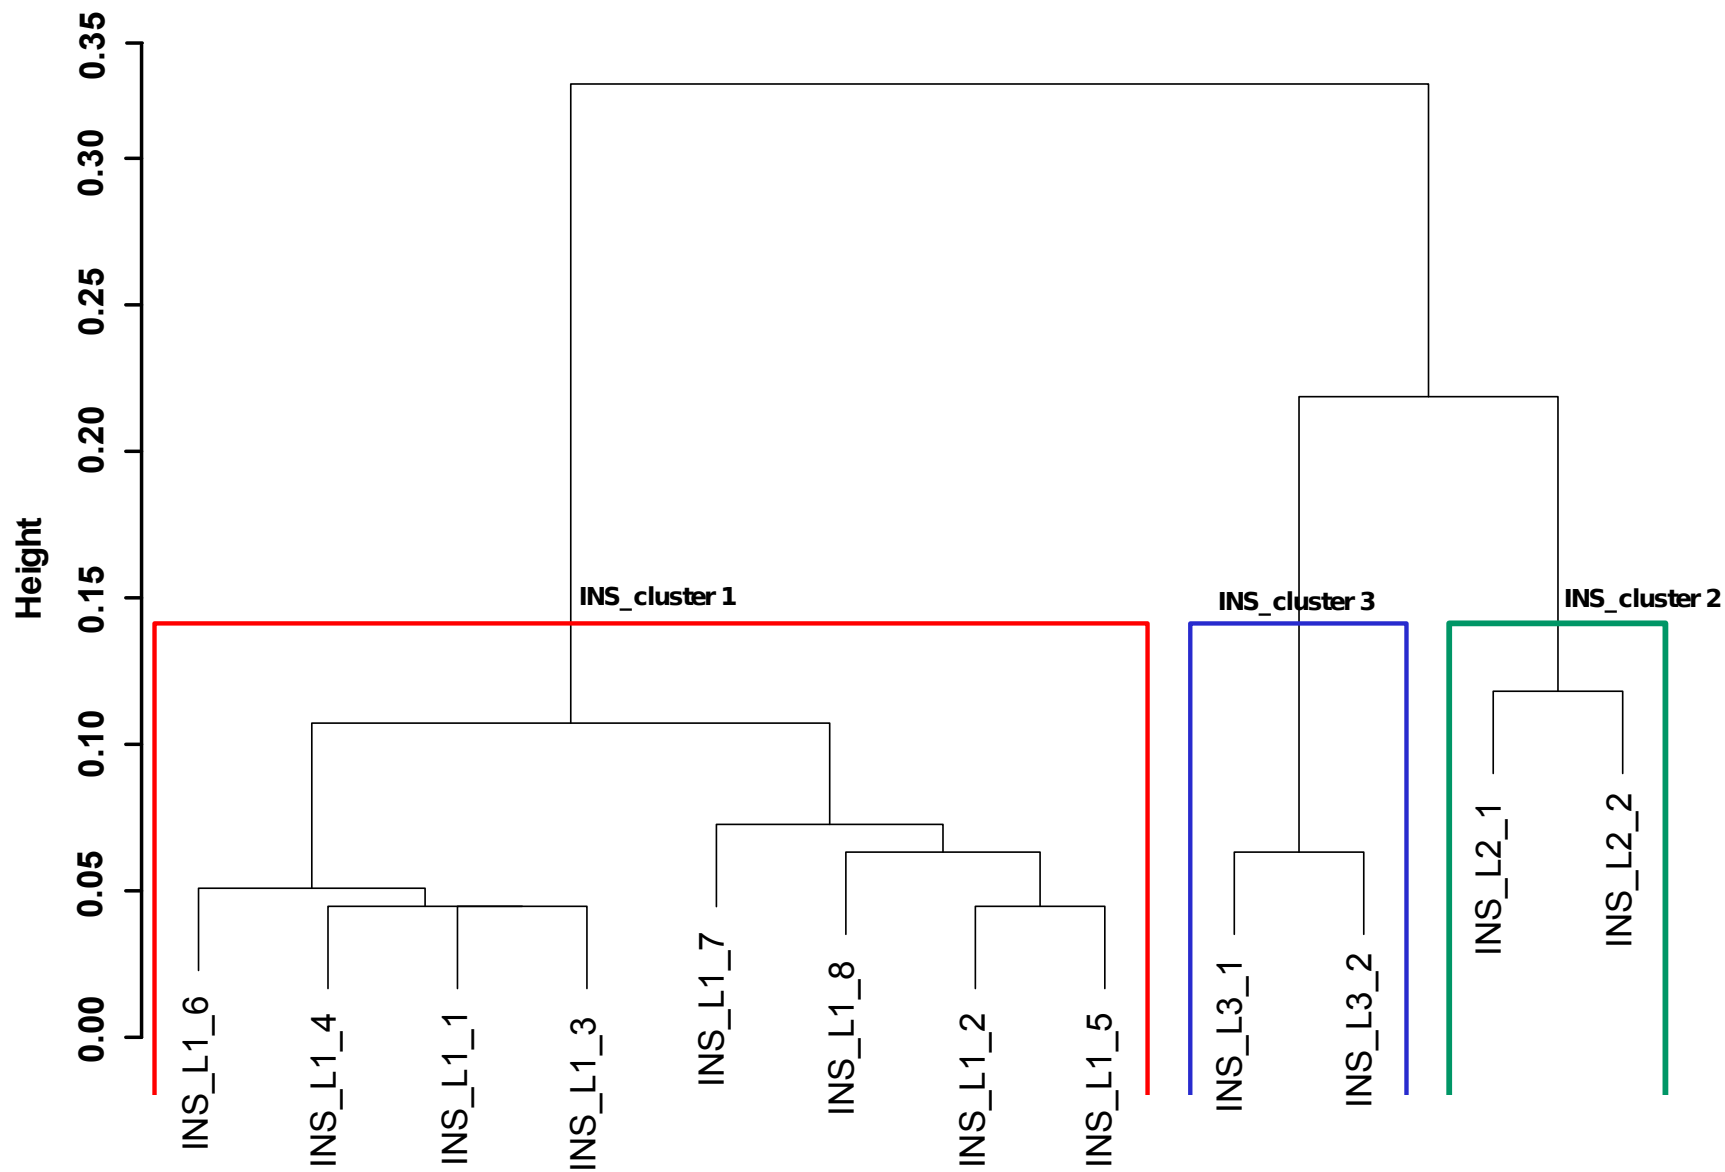 Height
0.35
0.30
0.25
0.20
0.15
0.10
0.05
0.00
INS_cluster 1
INS_cluster 3
INS_cluster 2
INS_L1_6
INS_L1_4
INS_L1_1
INS_L1_3
INS_L1_7
INS_L1_8
INS_L1_2
INS_L1_5
INS_L3_1
INS_L3_2
INS_L2_1
INS_L2_2